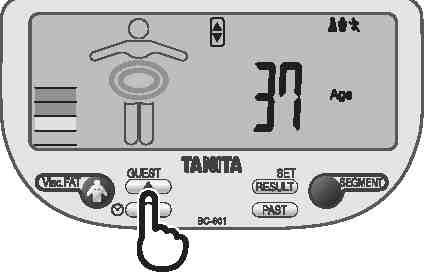 37
Age
TANITA
Visc.FAT
GUEST
SET
RESULT
SEGMENT
PAST
BC-601